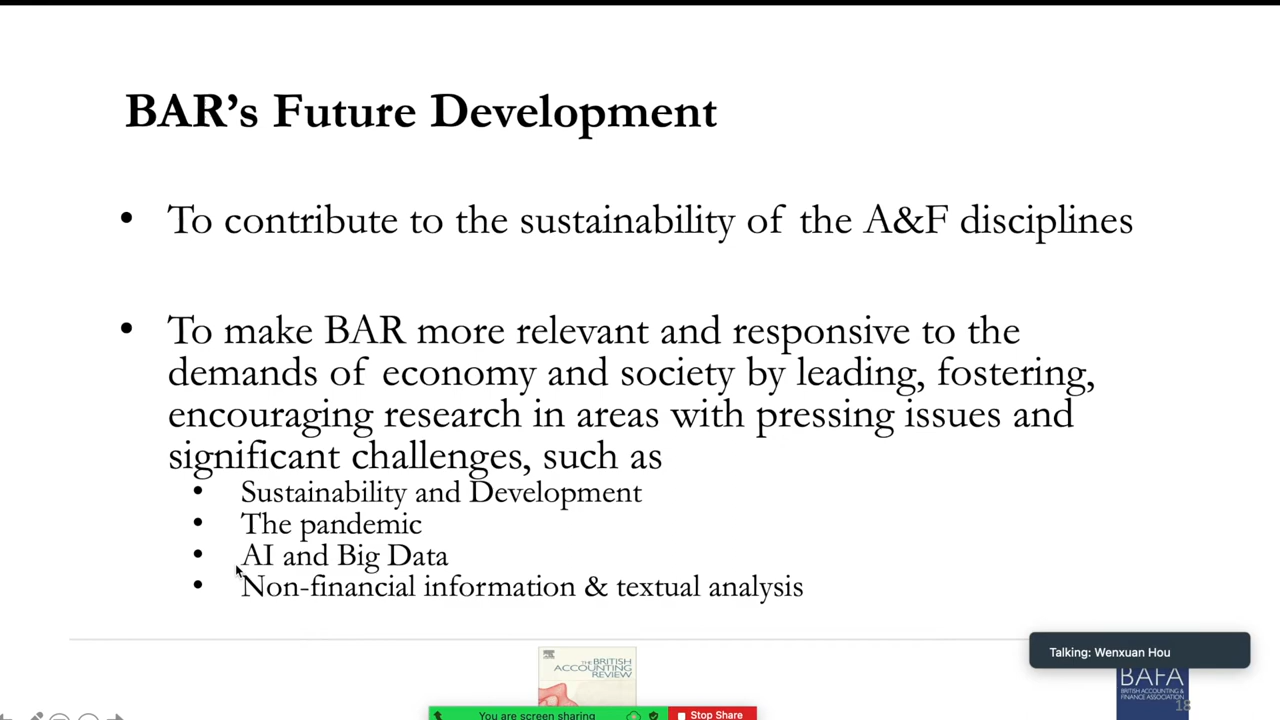 BAR’s Future Development
• To contribute to the sustainability of the A&F disciplines
• To make BAR more relevant and responsive to the
demands of economy and society by leading, fostering,
encouraging research in areas with pressing issues and
significant challenges, such as
• Sustainability and Development
• The pandemic
• AI and Big Data
• Non-financial information & textual analysis
Talking: Wenxuan Hou
THE BRITISH
ACCOUNTING
REVIEW
BAFA
BRITISH ACCOUNTING &
FINANCE ASSOCIATION
18
You are screen sharing
Stop Share